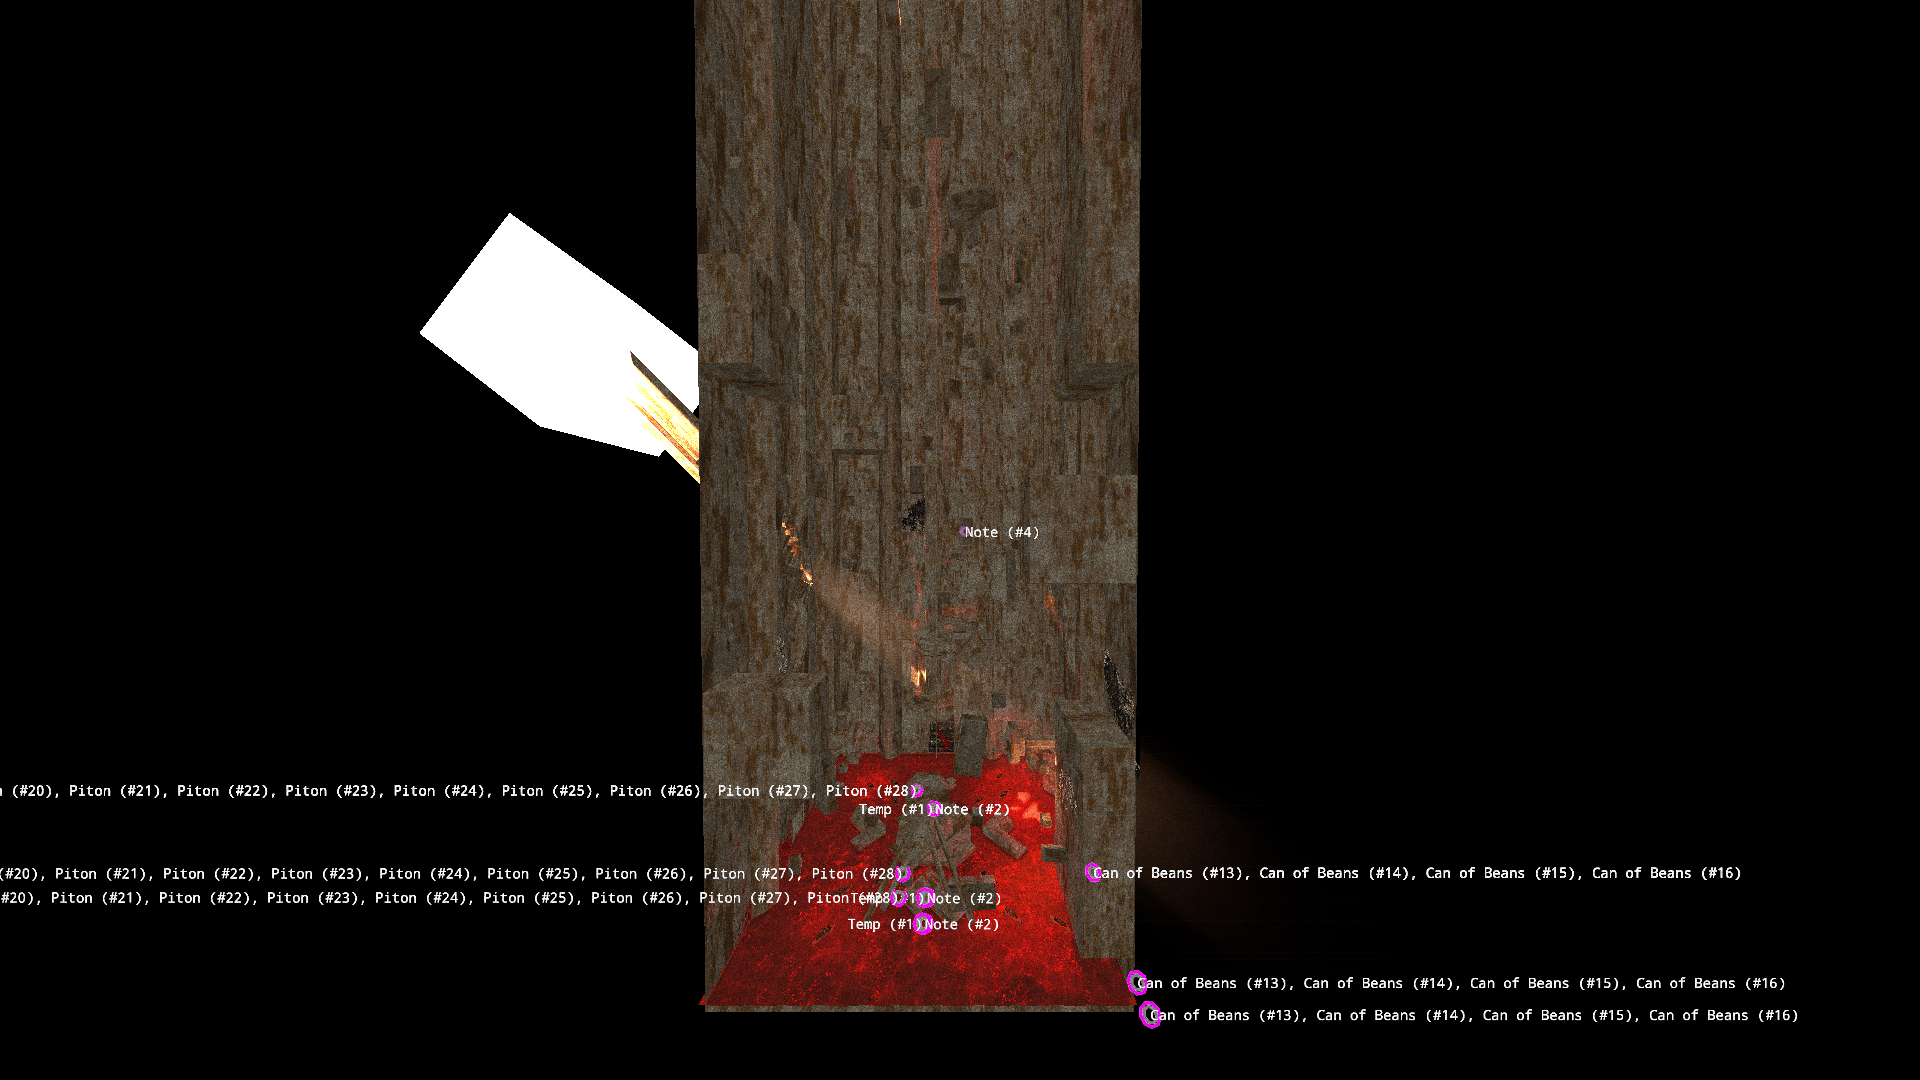 Note (#4)
(#20), Piton (#21), Piton (#22), Piton (#23), Piton (#24), Piton (#25), Piton (#26), Piton (#27), Piton (#28)
Temp (#1) Note (#2)
(#20), Piton (#21), Piton (#22), Piton (#23), Piton (#24), Piton (#25), Piton (#26), Piton (#27), Piton (#28)
Can of Beans (#13), Can of Beans (#14), Can of Beans (#15), Can of Beans (#16)
#20), Piton (#21), Piton (#22), Piton (#23), Piton (#24), Piton (#25), Piton (#26), Piton (#27), Piton (#28)
Temp (#1) Note (#2)
Temp (#1) Note (#2)
Can of Beans (#13), Can of Beans (#14), Can of Beans (#15), Can of Beans (#16)
Can of Beans (#13), Can of Beans (#14), Can of Beans (#15), Can of Beans (#16)